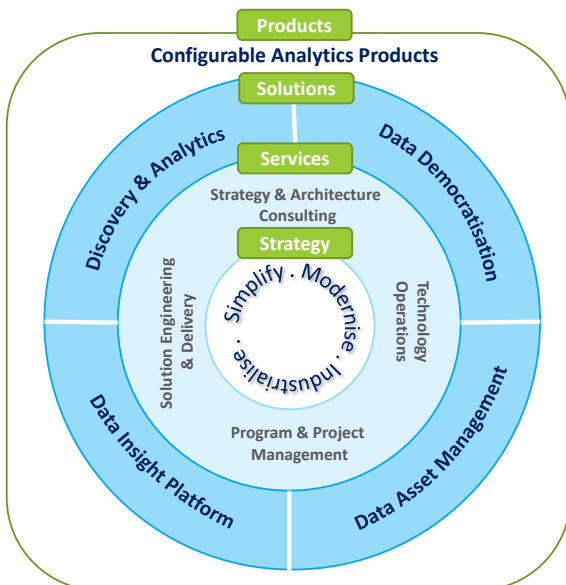 Products
Configurable Analytics Products
Solutions
Discovery & Analytics
Data Democratisation
Services
Strategy & Architecture
Consulting
Strategy
Simplify . Modernise . Industrialise .
Solution Engineering
& Delivery
Technology
Operations
Program & Project
Management
Data Insight Platform
Data Asset Management